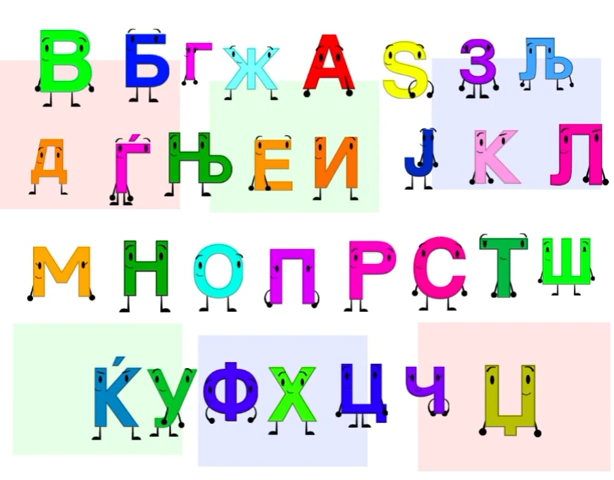 В Б Г Ж А Ѕ З Љ
Д Ѓ Њ Е И Ј К Л
М Н О П Р С Т Ш
Ќ У Ф Х Ц Ч Џ